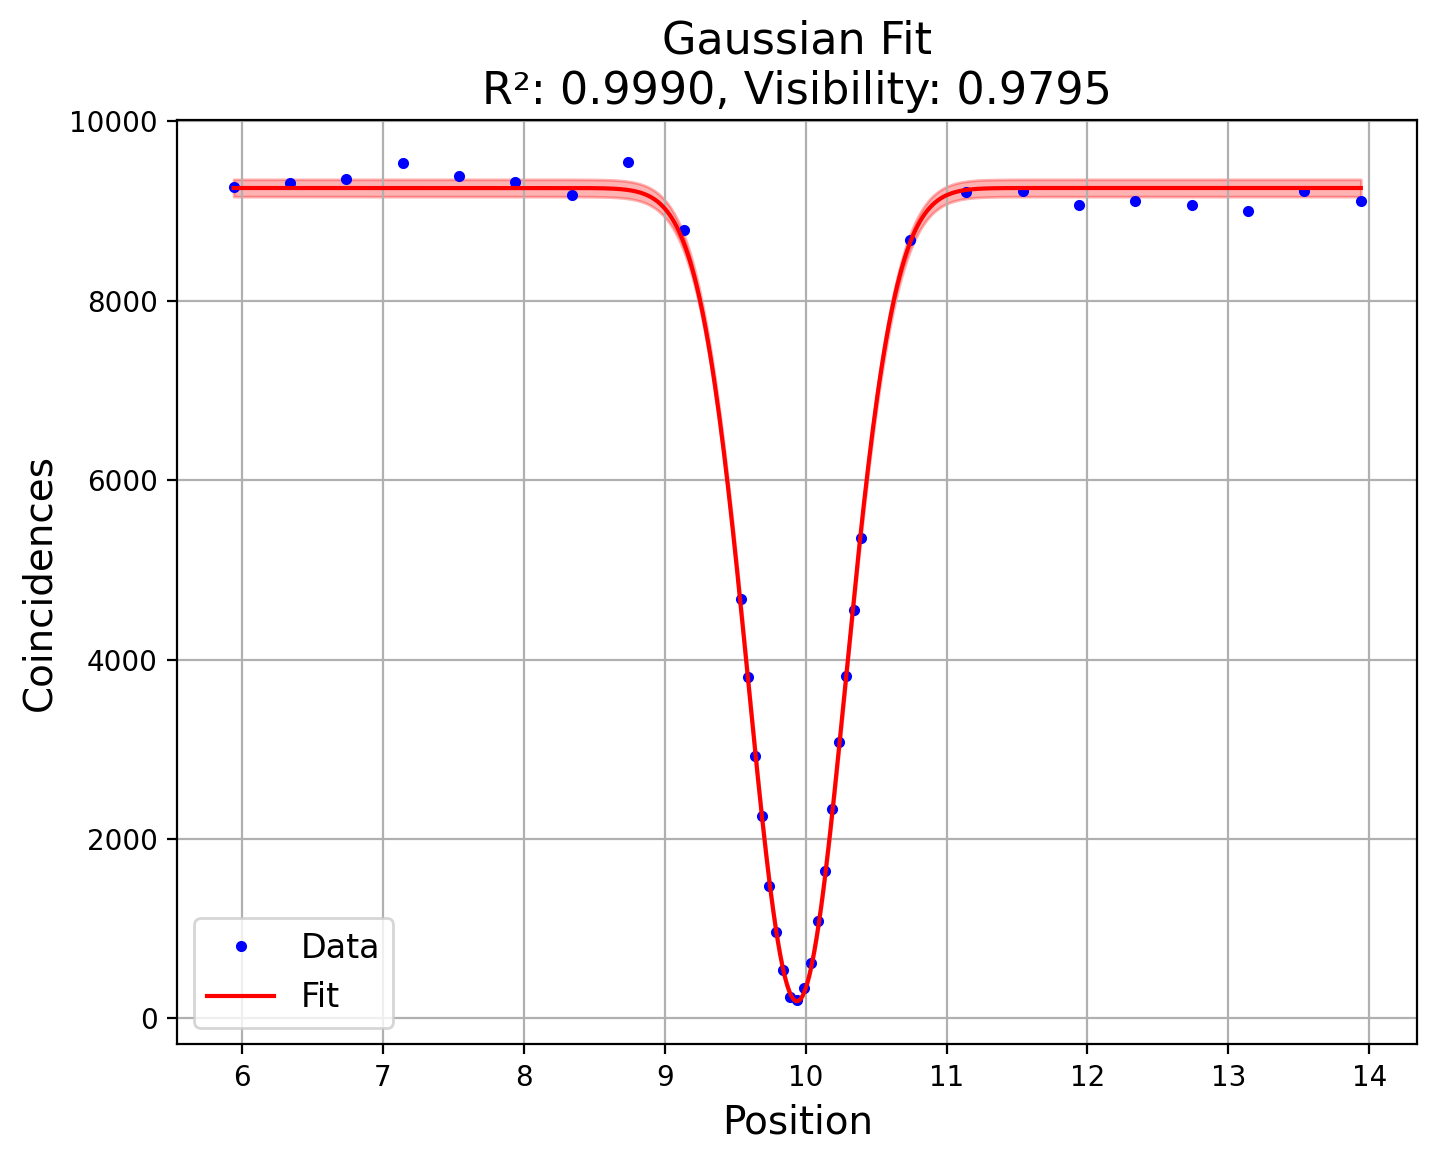 Gaussian Fit
R²: 0.9990, Visibility: 0.9795
10000
8000
6000
4000
2000
0
Coincidences
Data
Fit
6 7 8 9 10 11 12 13 14
Position